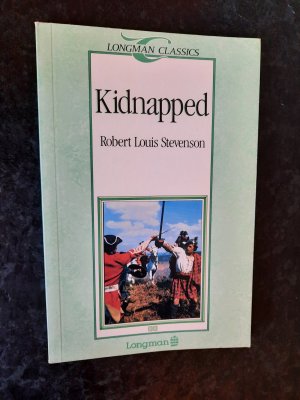 LONGMAN CLASSICS
Kidnapped
Robert Louis Stevenson
Longman